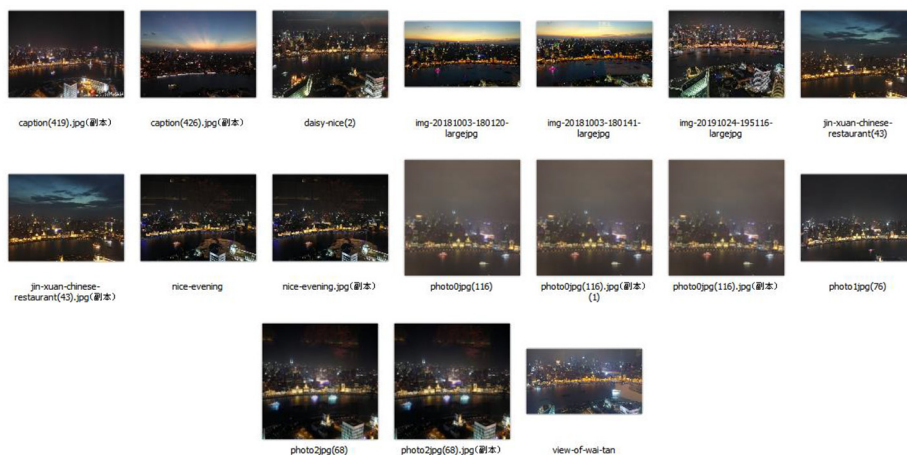 caption(419).jpg(副本)
caption(426).jpg(副本)
daisy-nice(2)
img-20181003-180120-
largejpg
img-20181003-180141-
largejpg
img-20191024-195116-
largejpg
jin-xuan-chinese-
restaurant(43)
jin-xuan-chinese-
restaurant(43).jpg(副本)
nice-evening
nice-evening.jpg(副本)
photo0jpg(116)
photo0jpg(116).jpg(副本)
(1)
photo0jpg(116).jpg(副本)
photo1jpg(76)
photo2jpg(68)
photo2jpg(68).jpg(副本)
view-of-wai-tan